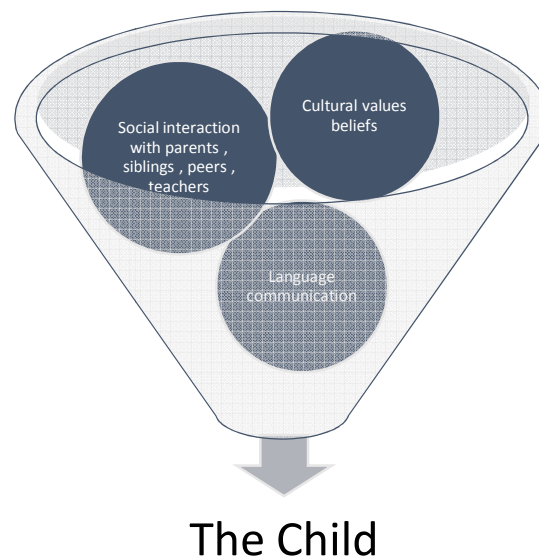 Social interaction
with parents ,
siblings , peers ,
teachers
Cultural values
beliefs
Language
communication
The Child